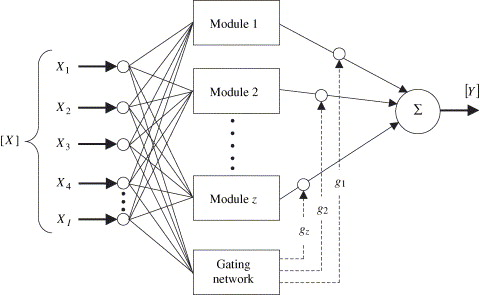 Module 1
[Y]
X1
Module 2
X2
Σ
[X]
X3
X4
Module z
g1
XI
g2
gz
Gating
network